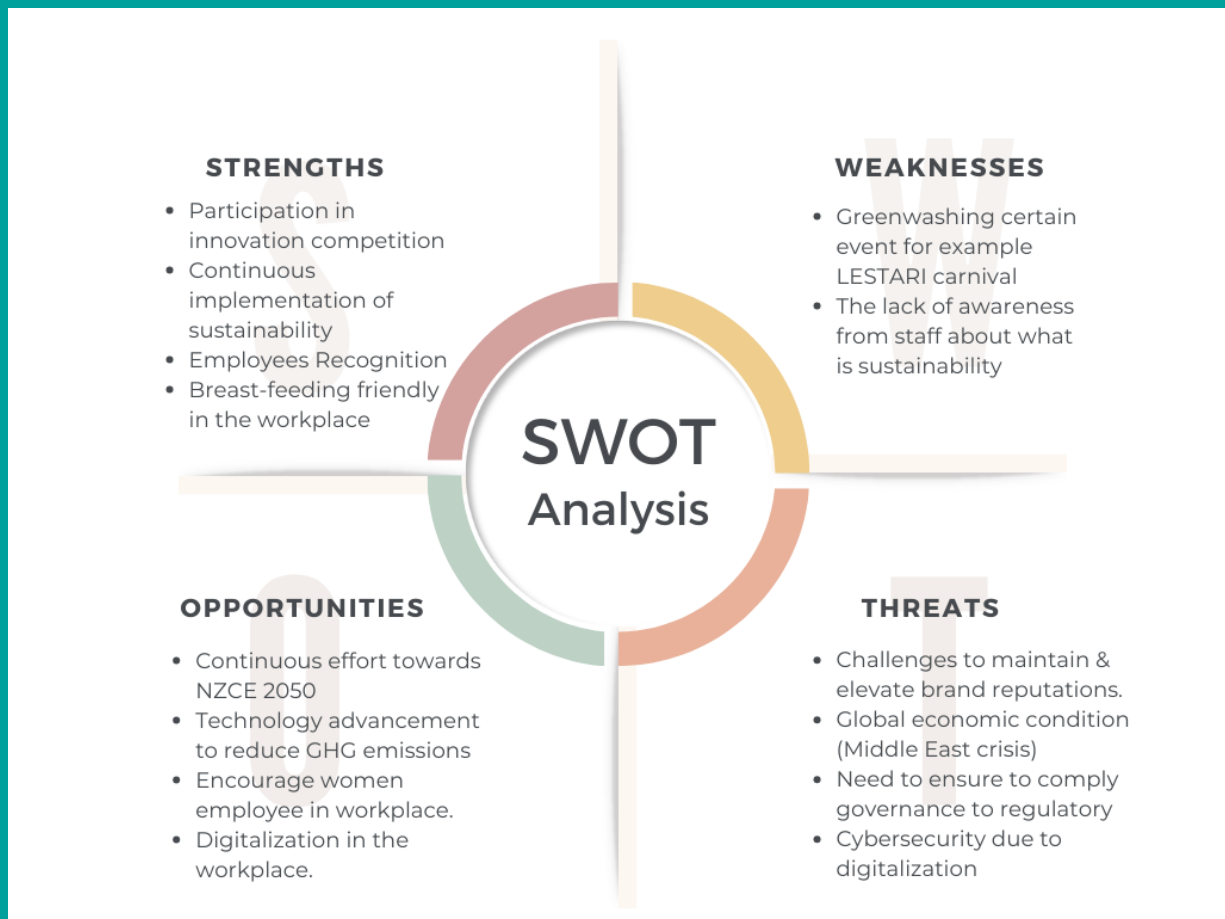 STRENGTHS
• Participation in
innovation competition
• Continuous
implementation of
sustainability
• Employees Recognition
• Breast-feeding friendly
in the workplace
WEAKNESSES
• Greenwashing certain
event for example
LESTARI carnival
• The lack of awareness
from staff about what
is sustainability
SWOT
Analysis
OPPORTUNITIES
• Continuous effort towards
NZCE 2050
• Technology advancement
to reduce GHG emissions
• Encourage women
employee in workplace.
• Digitalization in the
workplace.
THREATS
• Challenges to maintain &
elevate brand reputations.
• Global economic condition
(Middle East crisis)
• Need to ensure to comply
governance to regulatory
• Cybersecurity due to
digitalization
S
W
O
T